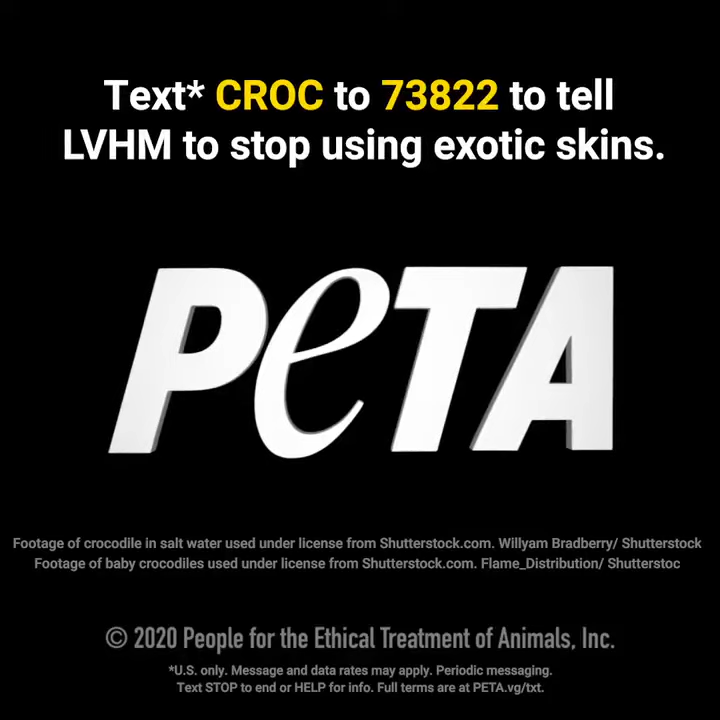 Text* CROC to 73822 to tell
LVHM to stop using exotic skins.
PeTA
Footage of crocodile in salt water used under license from Shutterstock.com. Willyam Bradberry/ Shutterstock
Footage of baby crocodiles used under license from Shutterstock.com. Flame_Distribution/ Shutterstoc
© 2020 People for the Ethical Treatment of Animals, Inc.
*U.S. only. Message and data rates may apply. Periodic messaging.
Text STOP to end or HELP for info. Full terms are at PETA.vg/txt.